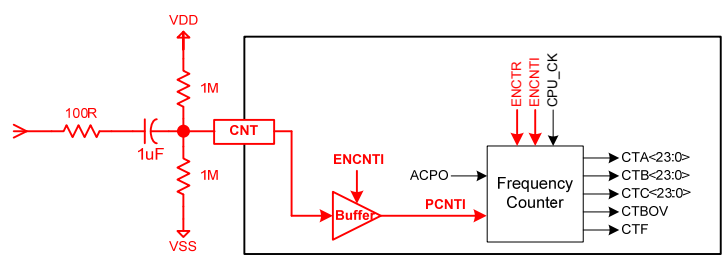 VDD
1M
100R
1uF
CNT
1M
VSS
ENCNTI
Buffer
PCNTI
ACPO
ENCTR
ENCNTI
CPU_CK
Frequency
Counter
CTA<23:0>
CTB<23:0>
CTC<23:0>
CTBOV
CTF